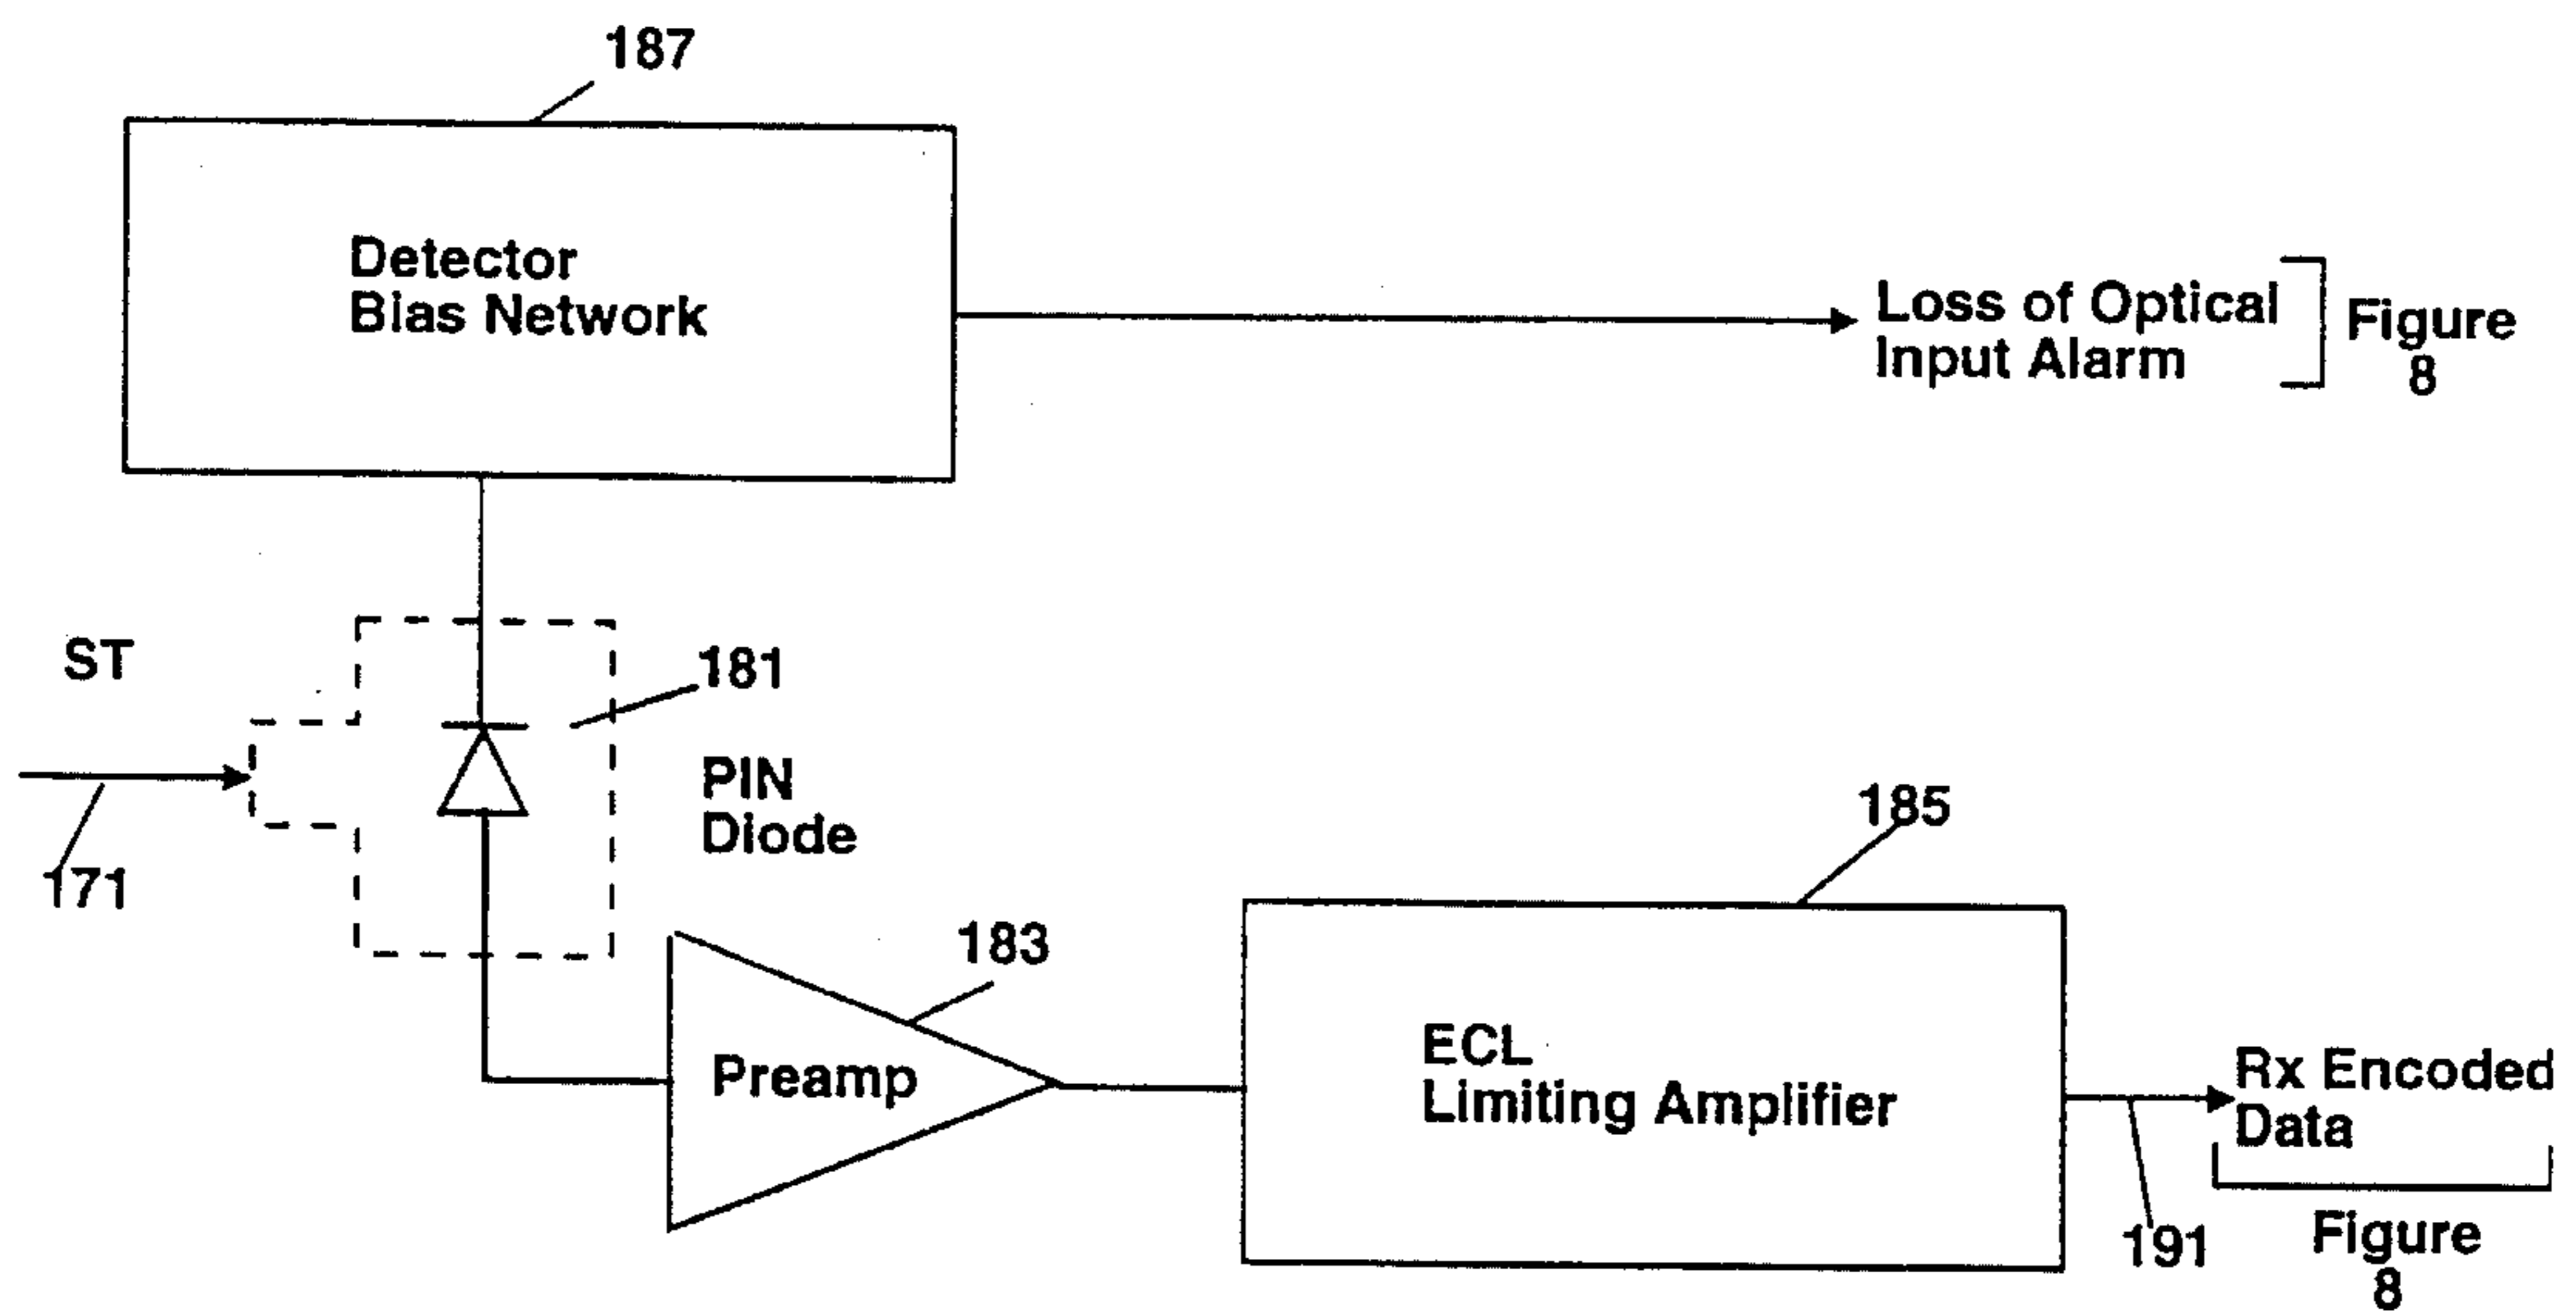 187
Detector
Bias Network
Loss of Optical
Input Alarm
Figure
8
ST
181
171
PIN
Diode
185
183
Preamp
ECL
Limiting Amplifier
Rx Encoded
Data
191
Figure
8